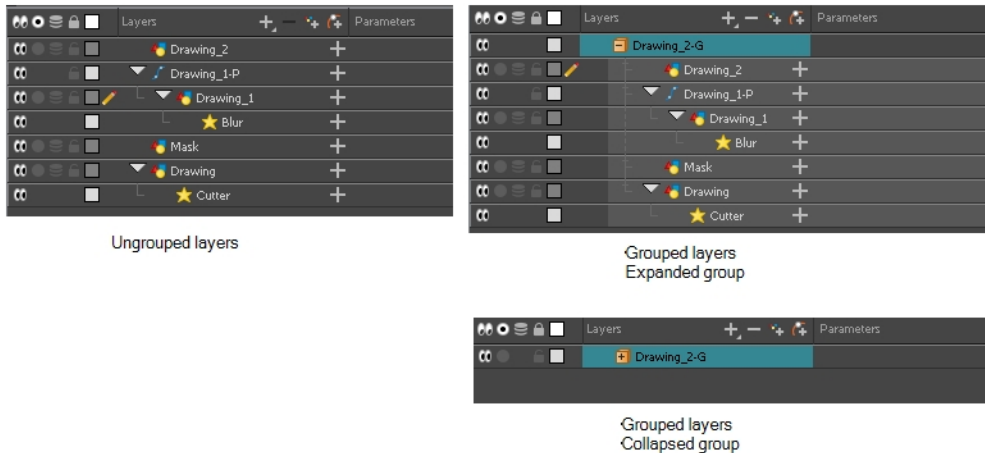 Layers Parameters
Drawing_2
Drawing_1-P
Drawing_1
Blur
Mask
Drawing
Cutter
Ungrouped layers
Layers Parameters
Drawing_2-G
Drawing_2
Drawing_1-P
Drawing_1
Blur
Mask
Drawing
Cutter
Grouped layers
Expanded group
Layers Parameters
Drawing_2-G
Grouped layers
Collapsed group